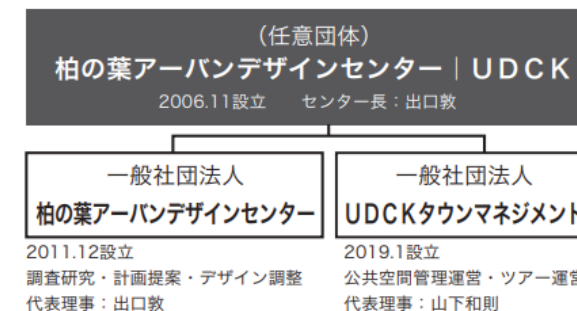 （任意団体）
柏の葉アーバンデザインセンター｜UDCK
2006.11設立　センター長：出口敦
一般社団法人
柏の葉アーバンデザインセンター
2011.12設立
調査研究・計画提案・デザイン調整
代表理事：出口敦
一般社団法人
UDCKタウンマネジメント
2019.1設立
公共空間管理運営・ツアー運営
代表理事：山下和則